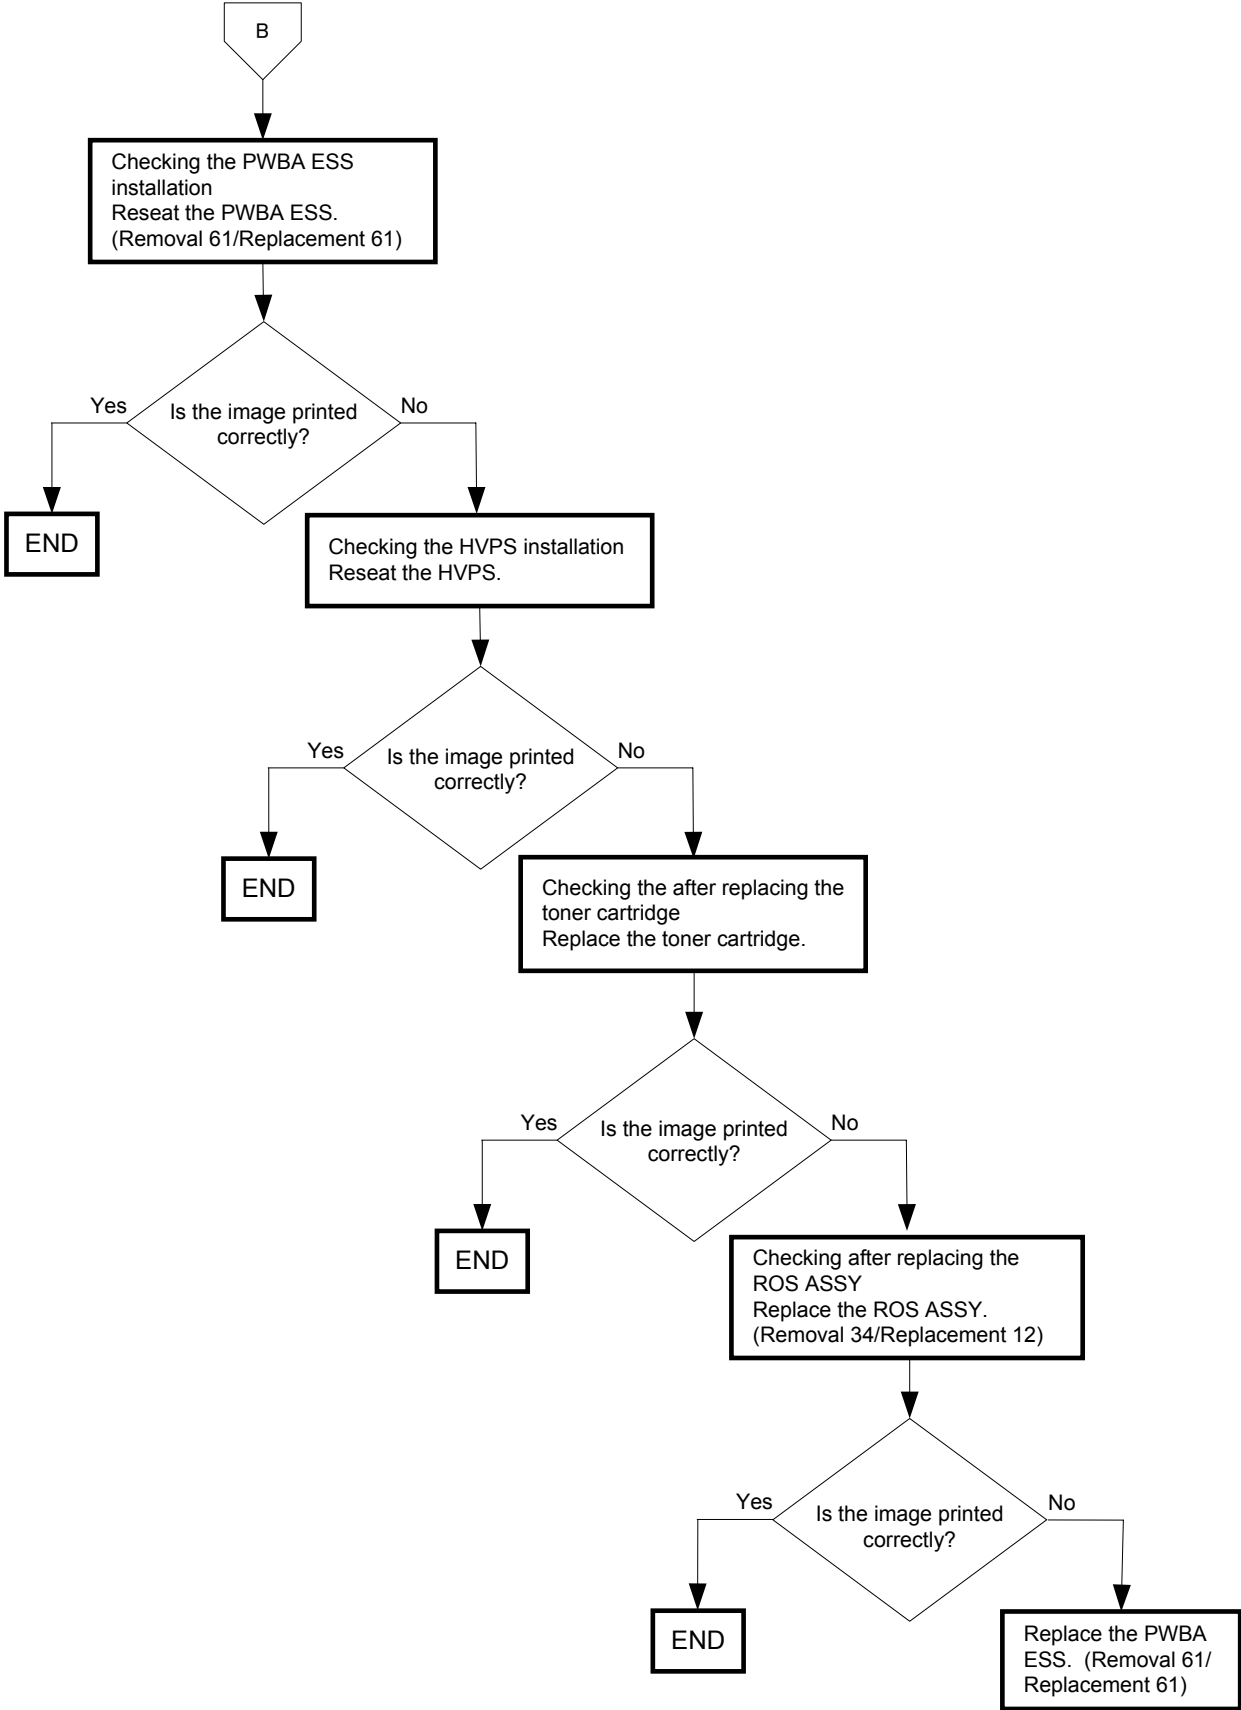 B
Checking the PWBA ESS
installation
Reseat the PWBA ESS.
(Removal 61/Replacement 61)
Yes
No
Is the image printed
correctly?
END
Checking the HVPS installation
Reseat the HVPS.
Yes
No
Is the image printed
correctly?
END
Checking the after replacing the
toner cartridge
Replace the toner cartridge.
Yes
No
Is the image printed
correctly?
END
Checking after replacing the
ROS ASSY
Replace the ROS ASSY.
(Removal 34/Replacement 12)
Yes
No
Is the image printed
correctly?
END
Replace the PWBA
ESS.  (Removal 61/
Replacement 61)